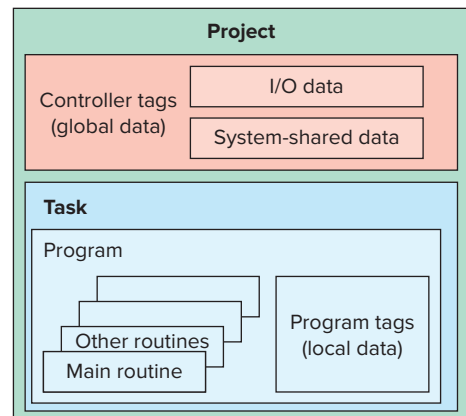 Project
Controller tags
(global data)
I/O data
System-shared data
Task
Program
Other routines
Main routine
Program tags
(local data)